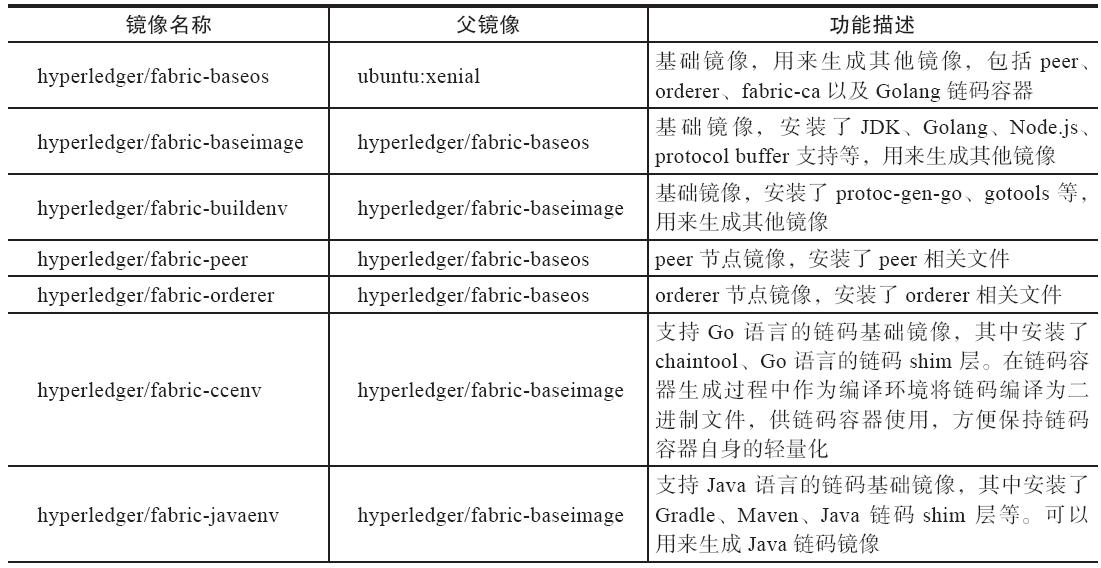 镜像名称 父镜像 功能描述
hyperledger/fabric-baseos ubuntu:xenial 基础镜像，用来生成其他镜像，包括 peer、
orderer、fabric-ca 以及 Golang 链码容器
hyperledger/fabric-baseimage hyperledger/fabric-baseos 基础镜像，安装了 JDK、Golang、Node.js、
protocol buffer 支持等，用来生成其他镜像
hyperledger/fabric-buildenv hyperledger/fabric-baseimage 基础镜像，安装了 protoc-gen-go、gotools 等，
用来生成其他镜像
hyperledger/fabric-peer hyperledger/fabric-baseos peer 节点镜像，安装了 peer 相关文件
hyperledger/fabric-orderer hyperledger/fabric-baseos orderer 节点镜像，安装了 orderer 相关文件
hyperledger/fabric-ccenv hyperledger/fabric-baseimage 支持 Go 语言的链码基础镜像，其中安装了
chaintool、Go 语言的链码 shim 层。在链码容
器生成过程中作为编译环境将链码编译为二
进制文件，供链码容器使用，方便保持链码
容器自身的轻量化
hyperledger/fabric-javaenv hyperledger/fabric-baseimage 支持 Java 语言的链码基础镜像，其中安装了
Gradle、Maven、Java 链码 shim 层等。可以
用来生成 Java 链码镜像